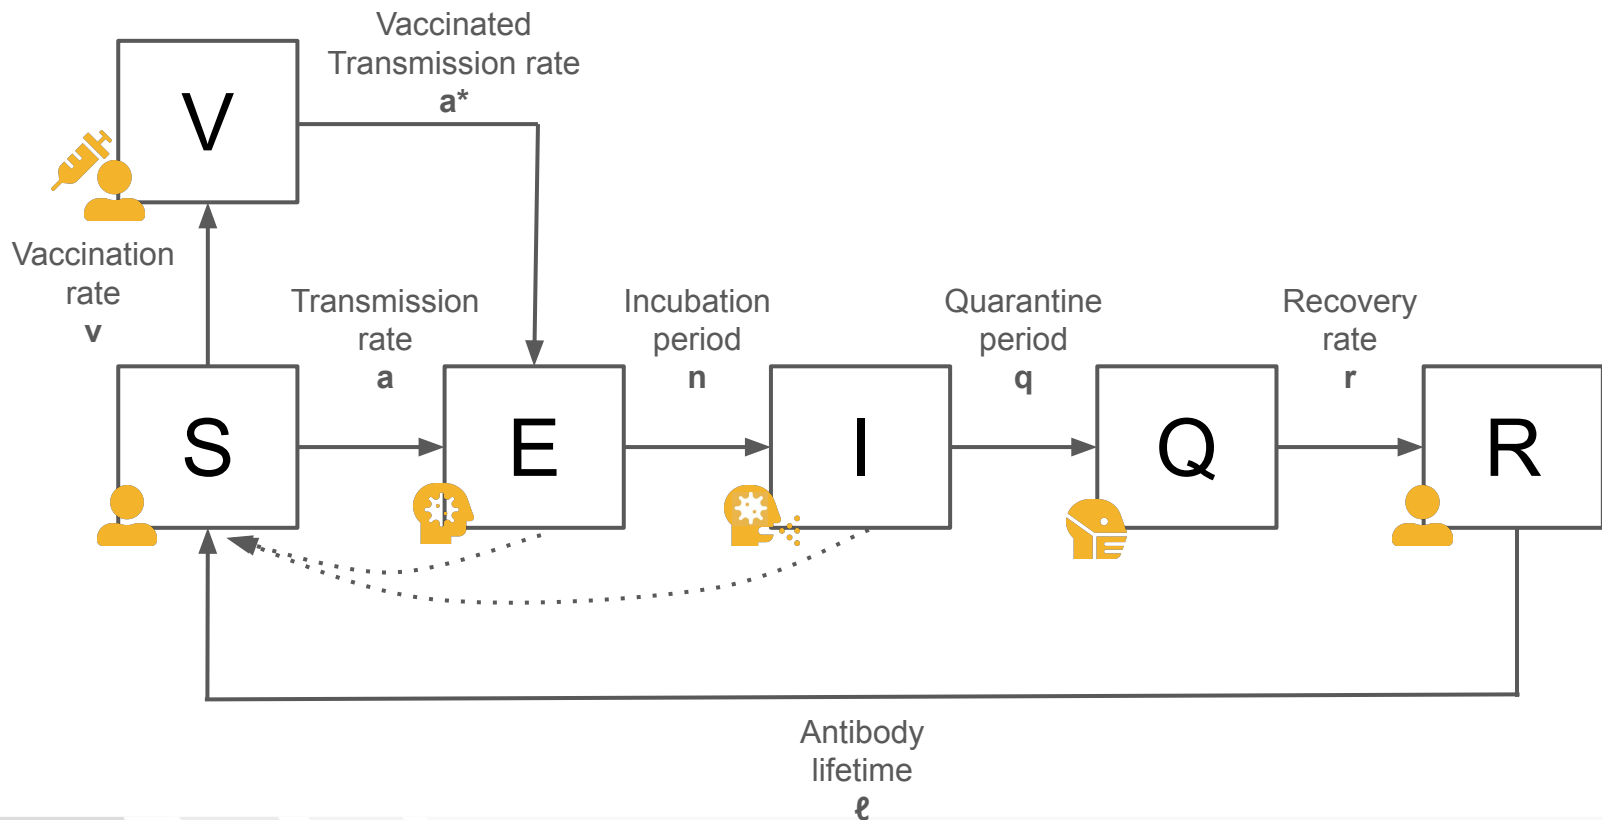 Vaccinated
Transmission rate
a*
V
Vaccination
rate
v
Transmission
rate
a
Incubation
period
n
Quarantine
period
q
Recovery
rate
r
S
E
I
Q
R
Antibody
lifetime
ℓ